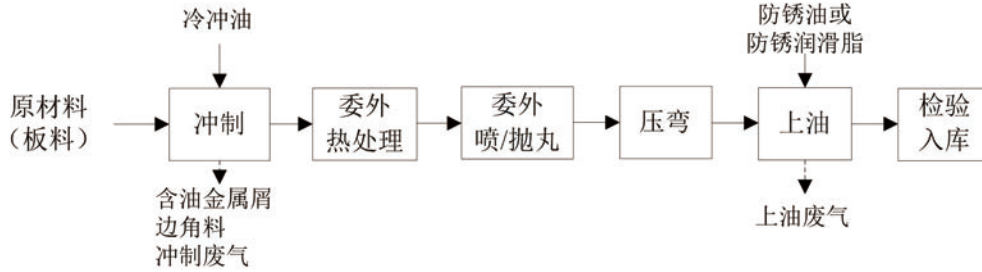 冷冲油
防锈油或
防锈润滑脂
原材料
（板料）
冲制
委外
热处理
委外
喷/抛丸
压弯
上油
检验
入库
含油金属屑
边角料
冲制废气
上油废气